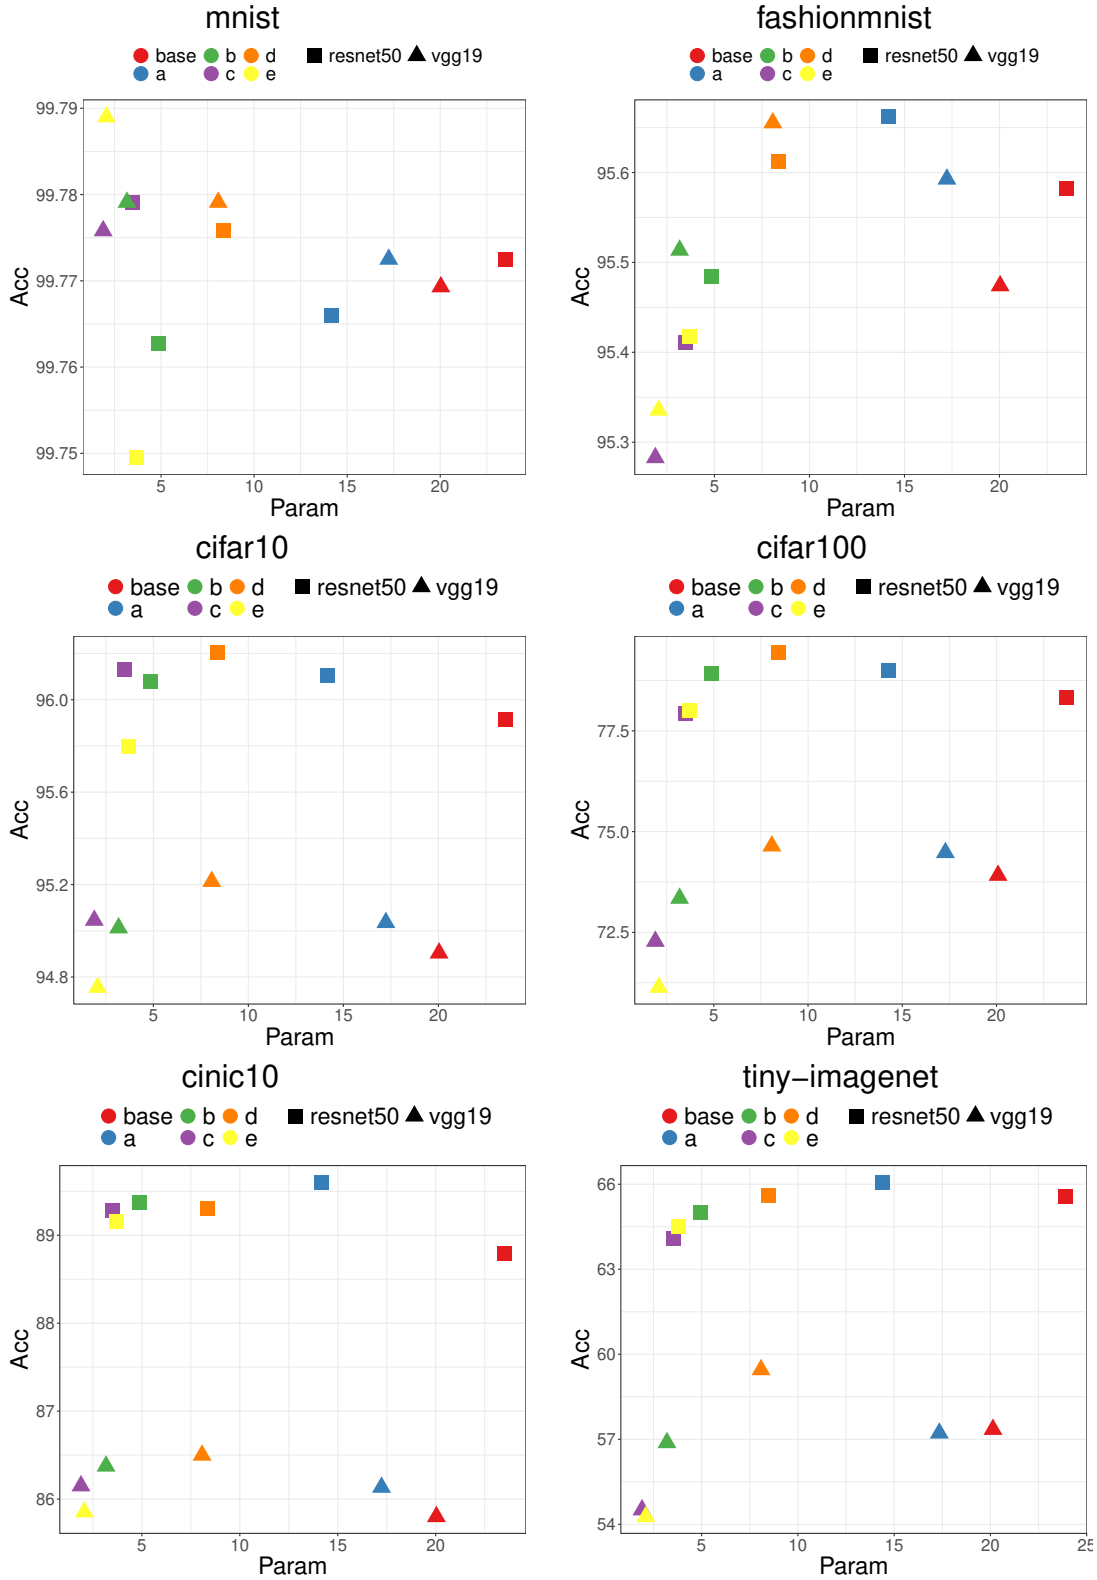 mnist
base b d resnet50 vgg19
a c e
99.79
99.78
99.77
99.76
99.75
Acc
5 10 15 20
Param
fashionmnist
base b d resnet50 vgg19
a c e
95.6
95.5
95.4
95.3
Acc
5 10 15 20
Param
cifar10
base b d resnet50 vgg19
a c e
96.0
95.6
95.2
94.8
Acc
5 10 15 20
Param
cifar100
base b d resnet50 vgg19
a c e
77.5
75.0
72.5
Acc
5 10 15 20
Param
cinic10
base b d resnet50 vgg19
a c e
89
88
87
86
Acc
5 10 15 20
Param
tiny−imagenet
base b d resnet50 vgg19
a c e
66
63
60
57
54
Acc
5 10 15 20 25
Param